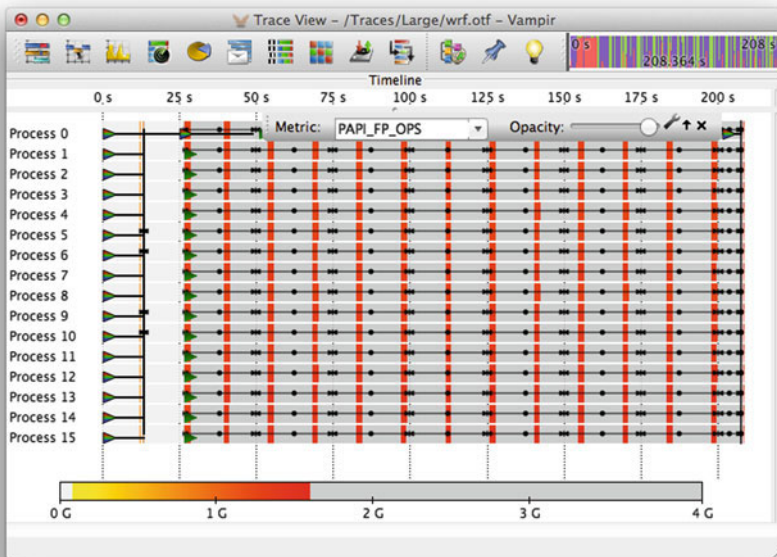 Trace View - /Traces/Large/wrf.otf - Vampir
0 s
208 s
208.364 s
Timeline
0 s 25 s 50 s 75 s 100 s 125 s 150 s 175 s 200 s
Metric: PAPI_FP_OPS Opacity:
Process 0
Process 1
Process 2
Process 3
Process 4
Process 5
Process 6
Process 7
Process 8
Process 9
Process 10
Process 11
Process 12
Process 13
Process 14
Process 15
0 G 1 G 2 G 3 G 4 G